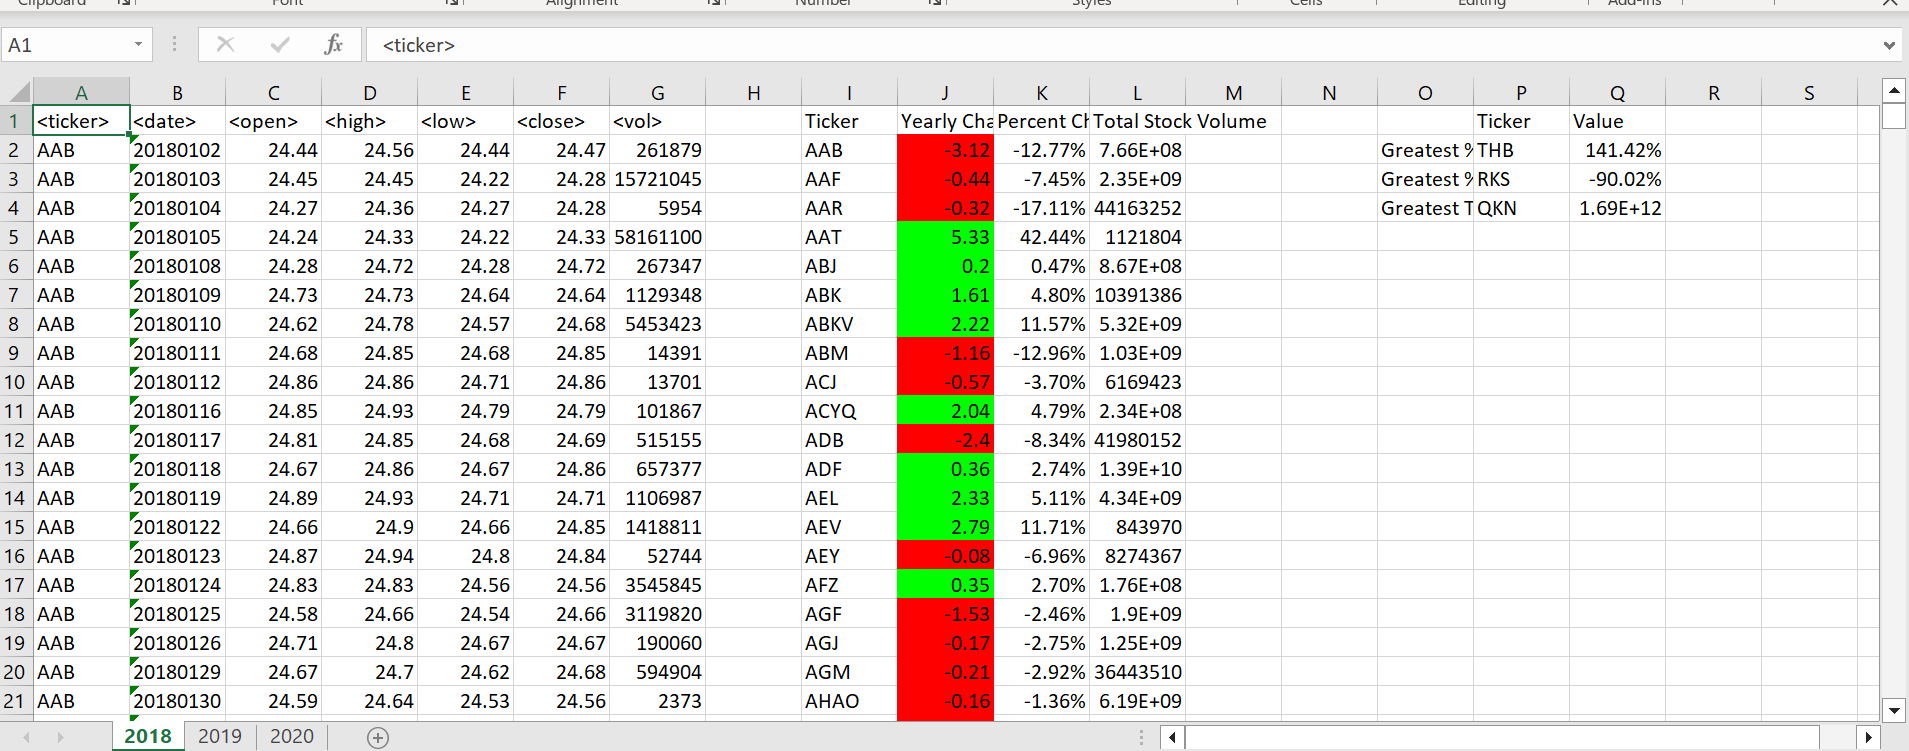 Clipboard Font Alignment Number Styles Cells Editing Add-ins
A1 fx <ticker>
A B C D E F G H I J K L M N O P Q R S
1 <ticker> <date> <open> <high> <low> <close> <vol> Ticker Yearly Cha Percent Ch Total Stock Volume Ticker Value
2 AAB 20180102 24.44 24.56 24.44 24.47 261879 AAB -3.12 -12.77% 7.66E+08 Greatest % THB 141.42%
3 AAB 20180103 24.45 24.45 24.22 24.28 15721045 AAF -0.44 -7.45% 2.35E+09 Greatest % RKS -90.02%
4 AAB 20180104 24.27 24.36 24.27 24.28 5954 AAR -0.32 -17.11% 44163252 Greatest T QKN 1.69E+12
5 AAB 20180105 24.24 24.33 24.22 24.33 58161100 AAT 5.33 42.44% 1121804
6 AAB 20180108 24.28 24.72 24.28 24.72 267347 ABJ 0.2 0.47% 8.67E+08
7 AAB 20180109 24.73 24.73 24.64 24.64 1129348 ABK 1.61 4.80% 10391386
8 AAB 20180110 24.62 24.78 24.57 24.68 5453423 ABKV 2.22 11.57% 5.32E+09
9 AAB 20180111 24.68 24.85 24.68 24.85 14391 ABM -1.16 -12.96% 1.03E+09
10 AAB 20180112 24.86 24.86 24.71 24.86 13701 ACJ -0.57 -3.70% 6169423
11 AAB 20180116 24.85 24.93 24.79 24.79 101867 ACYQ 2.04 4.79% 2.34E+08
12 AAB 20180117 24.81 24.85 24.68 24.69 515155 ADB -2.4 -8.34% 41980152
13 AAB 20180118 24.67 24.86 24.67 24.86 657377 ADF 0.36 2.74% 1.39E+10
14 AAB 20180119 24.89 24.93 24.71 24.71 1106987 AEL 2.33 5.11% 4.34E+09
15 AAB 20180122 24.66 24.9 24.66 24.85 1418811 AEV 2.79 11.71% 843970
16 AAB 20180123 24.87 24.94 24.8 24.84 52744 AEY -0.08 -6.96% 8274367
17 AAB 20180124 24.83 24.83 24.56 24.56 3545845 AFZ 0.35 2.70% 1.76E+08
18 AAB 20180125 24.58 24.66 24.54 24.66 3119820 AGF -1.53 -2.46% 1.9E+09
19 AAB 20180126 24.71 24.8 24.67 24.67 190060 AGJ -0.17 -2.75% 1.25E+09
20 AAB 20180129 24.67 24.7 24.62 24.68 594904 AGM -0.21 -2.92% 36443510
21 AAB 20180130 24.59 24.64 24.53 24.56 2373 AHAO -0.16 -1.36% 6.19E+09
2018 2019 2020